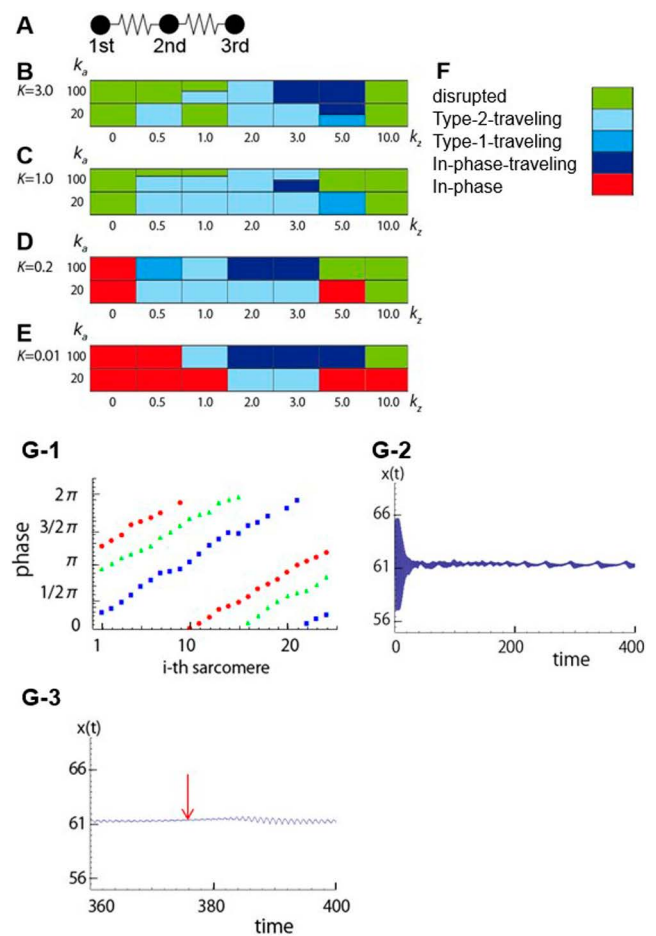 A
1st 2nd 3rd
B
kₐ
K=3.0
100
20
0 0.5 1.0 2.0 3.0 5.0 10.0
k_z
C
kₐ
K=1.0
100
20
0 0.5 1.0 2.0 3.0 5.0 10.0
k_z
D
kₐ
K=0.2
100
20
0 0.5 1.0 2.0 3.0 5.0 10.0
k_z
E
kₐ
K=0.01
100
20
0 0.5 1.0 2.0 3.0 5.0 10.0
k_z
F
disrupted
Type-2-traveling
Type-1-traveling
In-phase-traveling
In-phase
G-1
2π
3/2π
π
1/2π
0
phase
1 10 20
i-th sarcomere
G-2
x(t)
66
61
56
0 200 400
time
G-3
x(t)
66
61
56
360 380 400
time